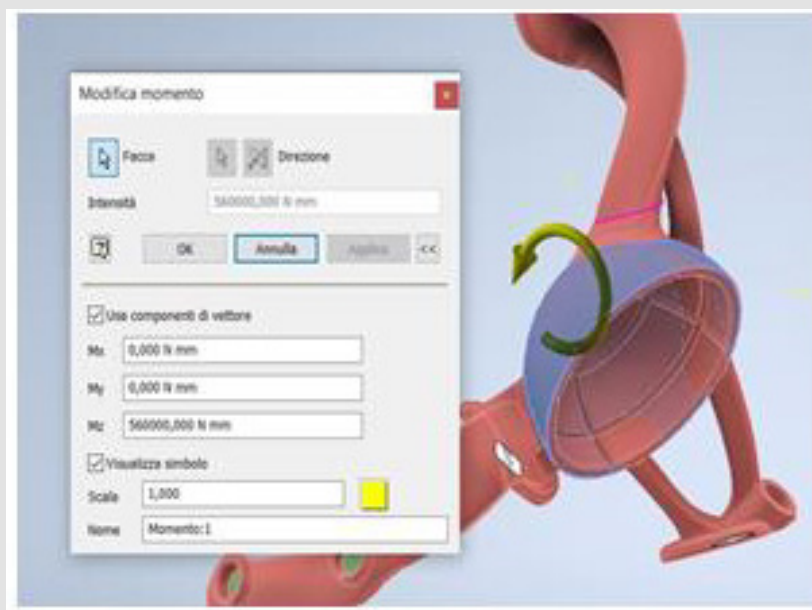 Modifica momento
Facce Direzione
Intensità 560000,000 N mm
OK Annulla Applica <<
Use componenti di vettore
Mx 0,000 N mm
My 0,000 N mm
Mz 560000,000 N mm
Visualizza simbolo
Scala 1,000
Nome Momento:1